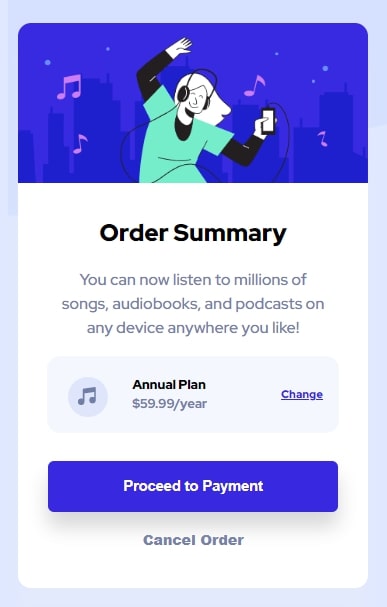 Order Summary
You can now listen to millions of
songs, audiobooks, and podcasts on
any device anywhere you like!
Annual Plan
$59.99/year
Change
Proceed to Payment
Cancel Order